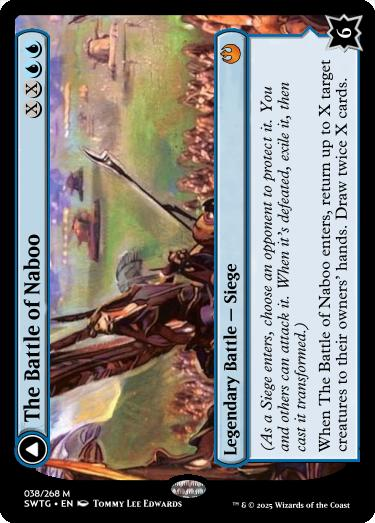 The Battle of Naboo
X X
Legendary Battle — Siege
6
(As a Siege enters, choose an opponent to protect it. You
and others can attack it. When it's defeated, exile it, then
cast it transformed.)
When The Battle of Naboo enters, return up to X target
creatures to their owners' hands. Draw twice X cards.
038/268 M
SWTG • EN Tommy Lee Edwards
™ & © 2025 Wizards of the Coast